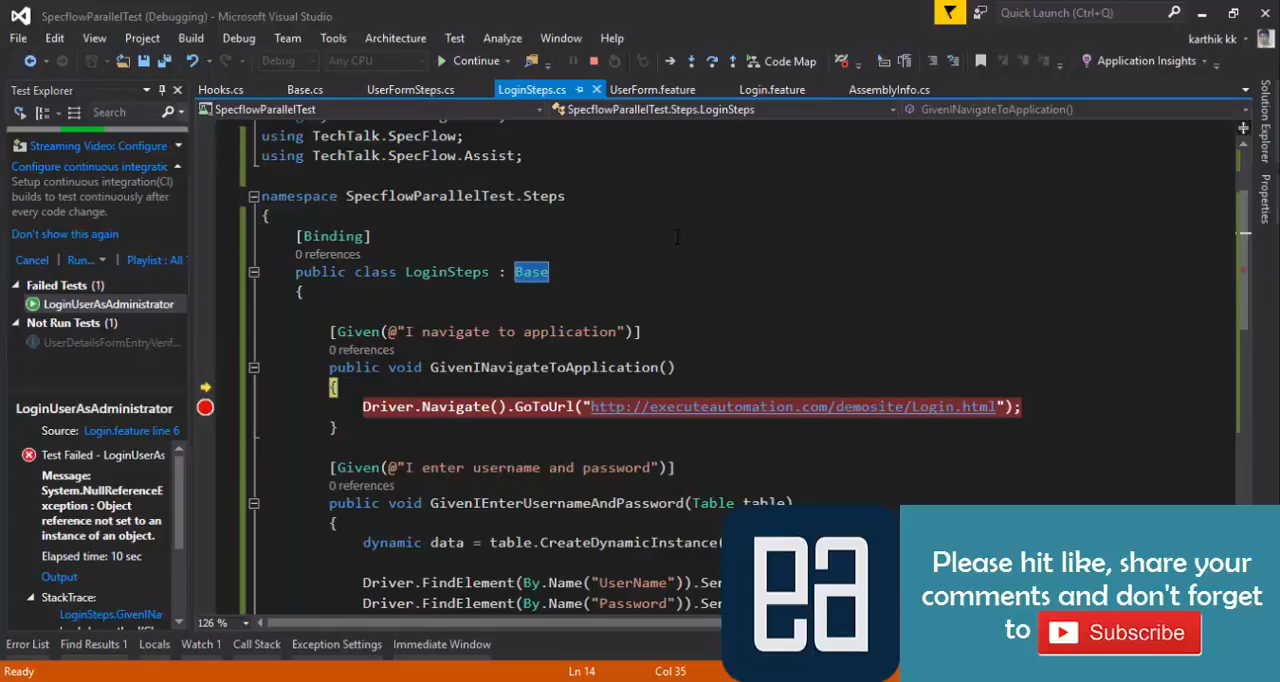 SpecflowParallelTest (Debugging) - Microsoft Visual Studio
Quick Launch (Ctrl+Q)
File Edit View Project Build Debug Team Tools Architecture Test Analyze Window Help
karthik kk
Debug Any CPU Continue Code Map Application Insights
Test Explorer
Hooks.cs Base.cs UserFormSteps.cs LoginSteps.cs UserForm.feature Login.feature AssemblyInfo.cs
SpecflowParallelTest SpecflowParallelTest.Steps.LoginSteps GivenINavigateToApplication()
Search
Streaming Video: Configure
Configure continuous integratic
Setup continuous integration(CI)
builds to test continuously after
every code change.
Don't show this again
Cancel Run... Playlist : All
Failed Tests (1)
LoginUserAsAdministrator
Not Run Tests (1)
UserDetailsFormEntryVerif...
LoginUserAsAdministrator
Source: Login.feature line 6
Test Failed - LoginUserAs
Message:
System.NullReferenceE
xception : Object
reference not set to an
instance of an object.
Elapsed time: 10 sec
Output
StackTrace:
LoginSteps.GivenINa
using TechTalk.SpecFlow;
using TechTalk.SpecFlow.Assist;
namespace SpecflowParallelTest.Steps
{
[Binding]
0 references
public class LoginSteps : Base
{
[Given(@"I navigate to application")]
0 references
public void GivenINavigateToApplication()
{
Driver.Navigate().GoToUrl("http://executeautomation.com/demosite/Login.html");
}
[Given(@"I enter username and password")]
0 references
public void GivenIEnterUsernameAndPassword(Table table)
{
dynamic data = table.CreateDynamicInstance(
Driver.FindElement(By.Name("UserName")).Se
Driver.FindElement(By.Name("Password")).Se
126 %
Error List Find Results 1 Locals Watch 1 Call Stack Exception Settings Immediate Window
Ready Ln 14 Col 35
ea
Please hit like, share your
comments and don't forget
to Subscribe
Solution Explorer
Properties